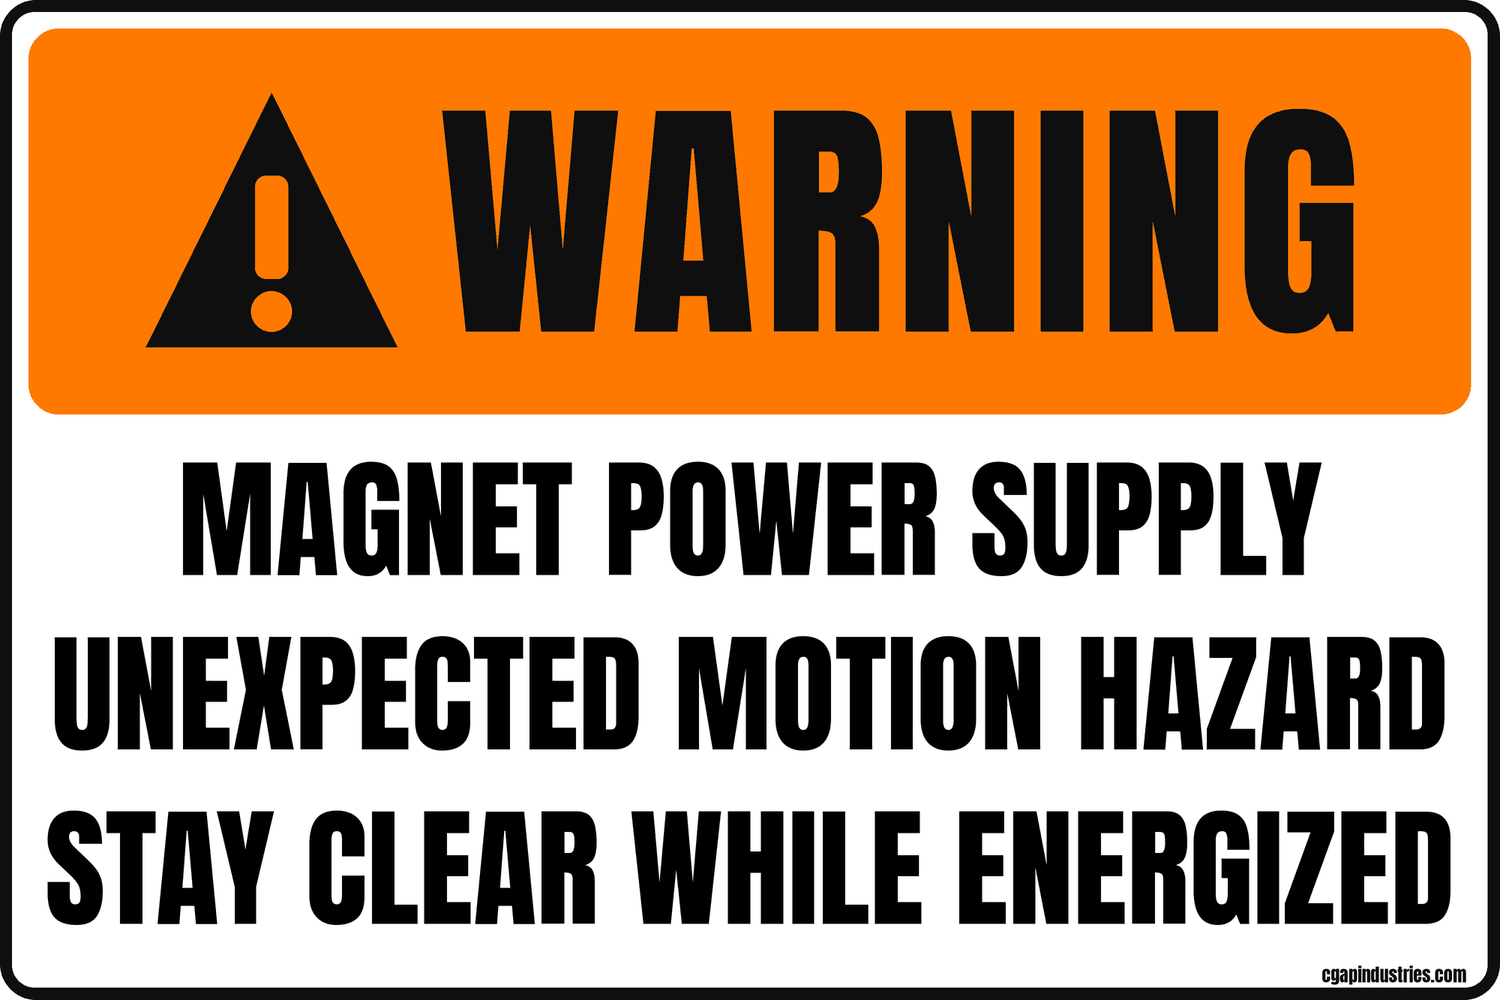 WARNING
MAGNET POWER SUPPLY
UNEXPECTED MOTION HAZARD
STAY CLEAR WHILE ENERGIZED
cgapindustries.com